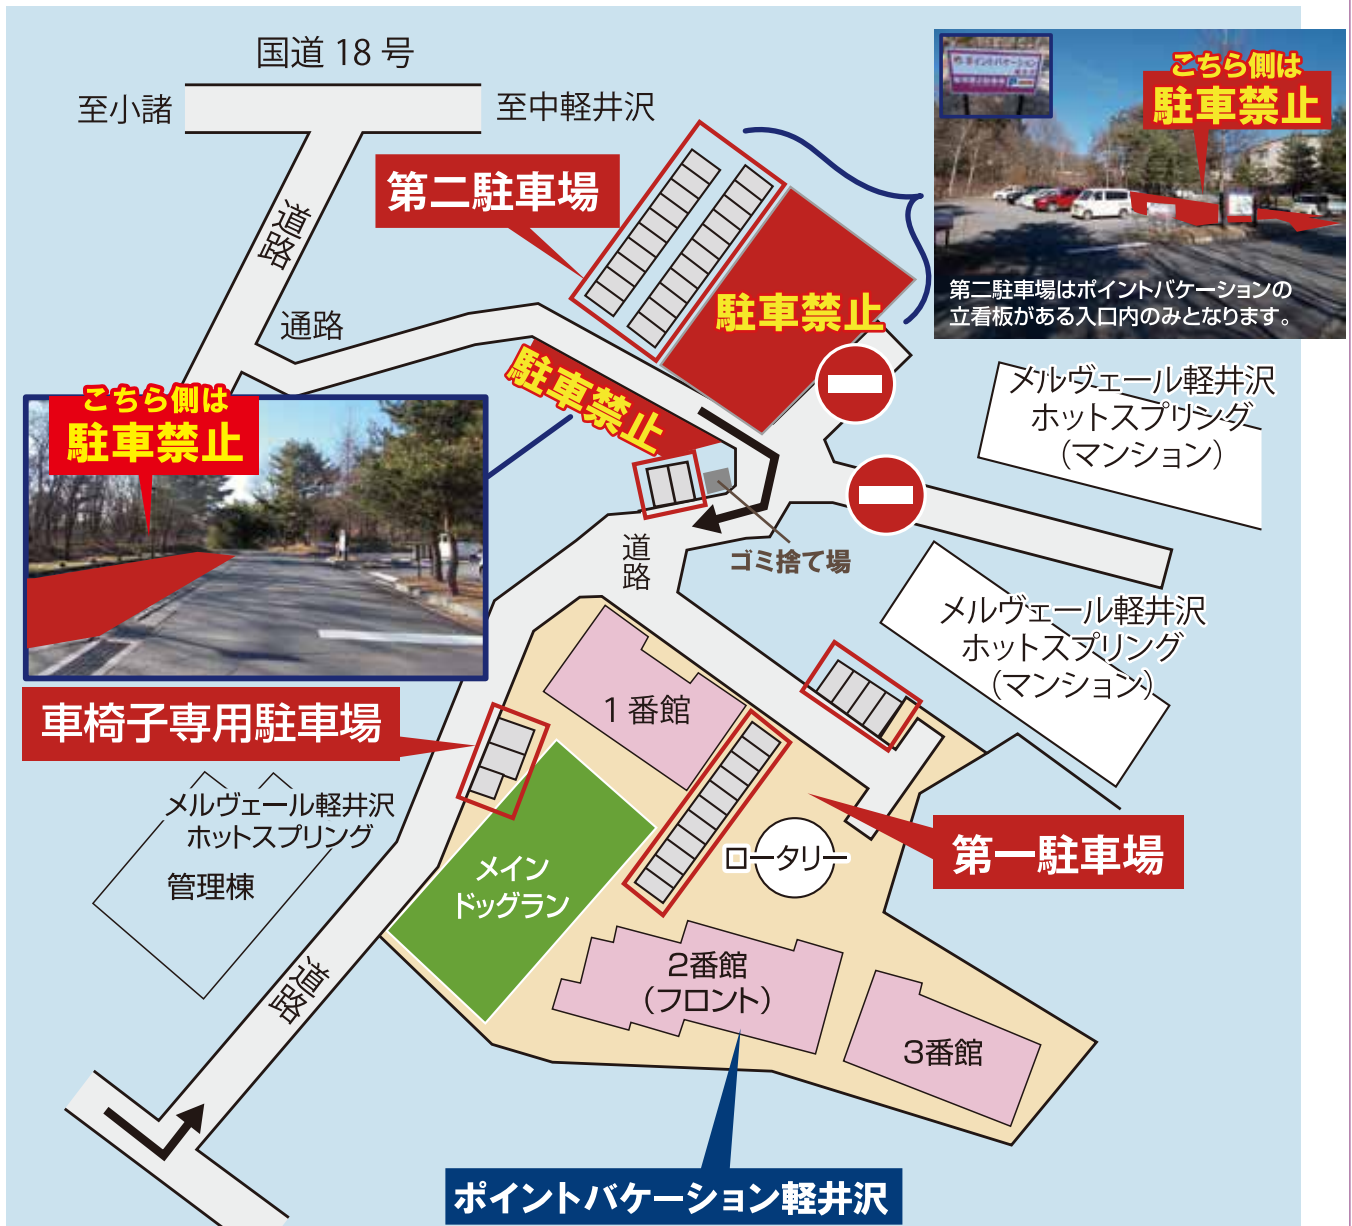 国道 18 号
至小諸
至中軽井沢
道路
通路
第二駐車場
駐車禁止
駐車禁止
こちら側は
駐車禁止
ポイントバケーション
第二駐車場はポイントバケーションの
立看板がある入口内のみとなります。
こちら側は
駐車禁止
メルヴェール軽井沢
ホットスプリング
(マンション)
ゴミ捨て場
道路
メルヴェール軽井沢
ホットスプリング
(マンション)
車椅子専用駐車場
1番館
メルヴェール軽井沢
ホットスプリング
管理棟
メイン
ドッグラン
ロータリー
第一駐車場
道路
2番館
(フロント)
3番館
ポイントバケーション軽井沢